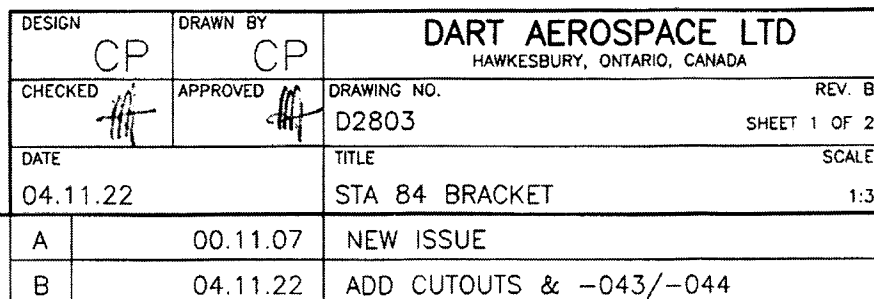 DESIGN
CP
DRAWN BY
CP
DART AEROSPACE LTD
HAWKESBURY, ONTARIO, CANADA
CHECKED
APPROVED
DRAWING NO.
D2803
REV. B
SHEET 1 OF 2
DATE
04.11.22
TITLE
STA 84 BRACKET
SCALE
1:3
A 00.11.07 NEW ISSUE
B 04.11.22 ADD CUTOUTS & -043/-044